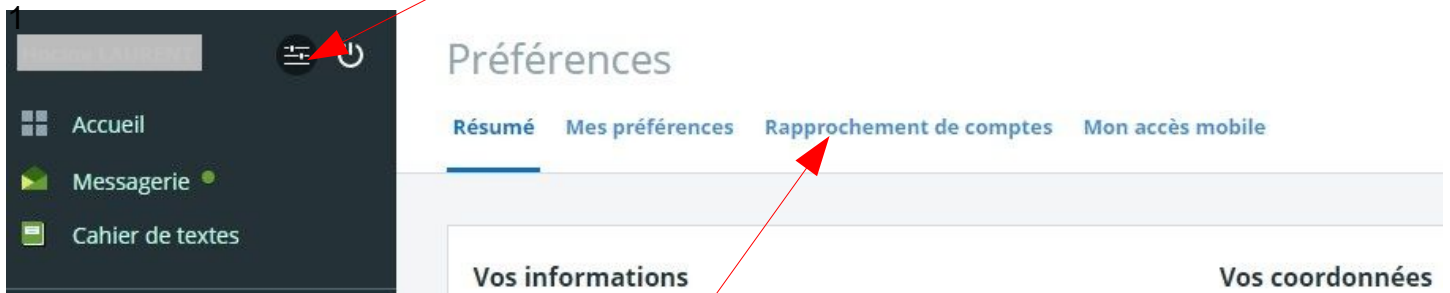 1
Préférences
Accueil
Messagerie
Cahier de textes
Résumé Mes préférences Rapprochement de comptes Mon accès mobile
Vos informations
Vos coordonnées